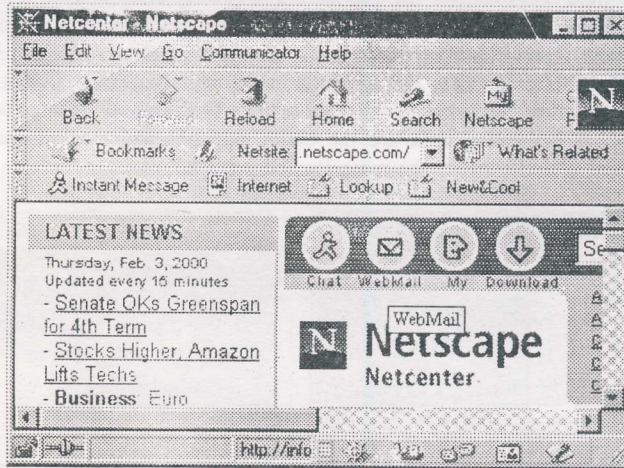 Netcenter - Netscape
File Edit View Go Communicator Help
Back Forward Reload Home Search Netscape
Bookmarks Netsite: netscape.com/ What's Related
Instant Message Internet Lookup New&Cool
LATEST NEWS
Thursday, Feb. 3, 2000
Updated every 15 minutes
- Senate OKs Greenspan
for 4th Term
- Stocks Higher, Amazon
Lifts Techs
- Business Euro
Chat WebMail My Download
Se
WebMail
N Netscape
Netcenter
http://info